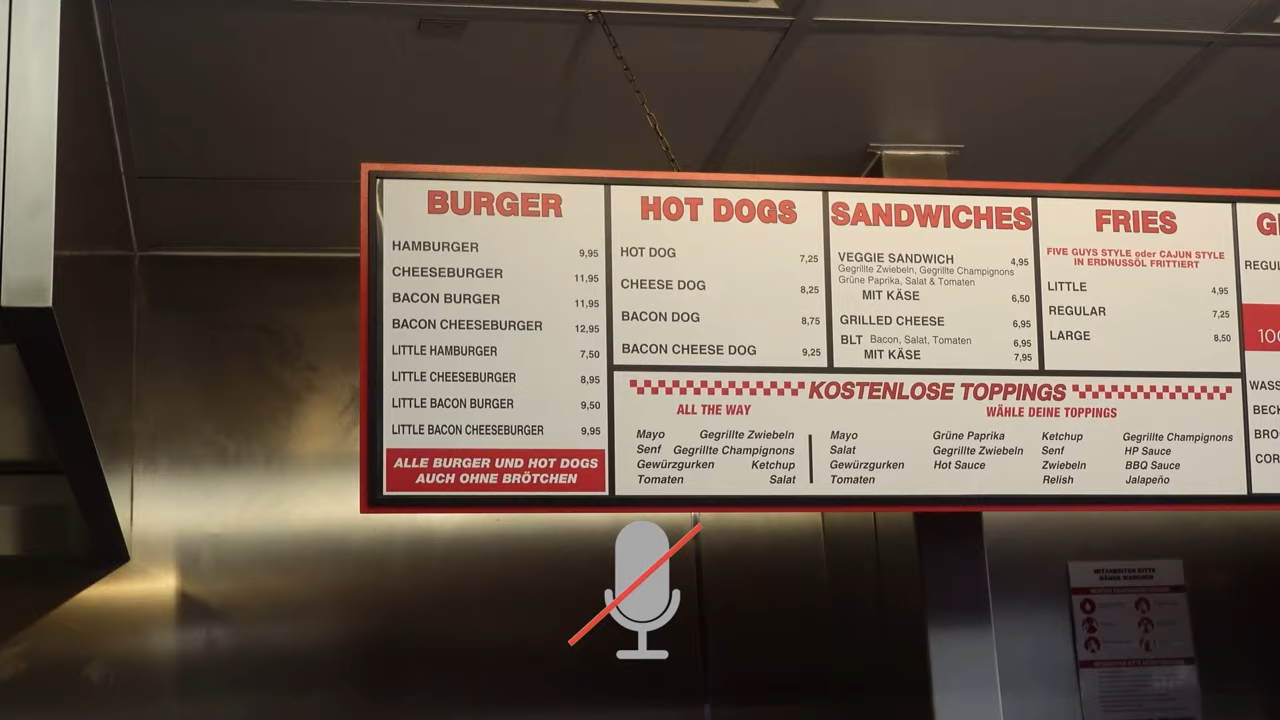 BURGER
HAMBURGER 9,95
CHEESEBURGER 11,95
BACON BURGER 11,95
BACON CHEESEBURGER 12,95
LITTLE HAMBURGER 7,50
LITTLE CHEESEBURGER 8,95
LITTLE BACON BURGER 9,50
LITTLE BACON CHEESEBURGER 9,95
ALLE BURGER UND HOT DOGS
AUCH OHNE BRÖTCHEN
HOT DOGS
HOT DOG 7,25
CHEESE DOG 8,25
BACON DOG 8,75
BACON CHEESE DOG 9,25
SANDWICHES
VEGGIE SANDWICH 4,95
Gegrillte Zwiebeln, Gegrillte Champignons
Grüne Paprika, Salat & Tomaten
MIT KÄSE 6,50
GRILLED CHEESE 6,95
BLT Bacon, Salat, Tomaten 6,95
MIT KÄSE 7,95
FRIES
FIVE GUYS STYLE oder CAJUN STYLE
IN ERDNUSSÖL FRITTIERT
LITTLE 4,95
REGULAR 7,25
LARGE 8,50
KOSTENLOSE TOPPINGS
ALL THE WAY
Mayo Gegrillte Zwiebeln
Senf Gegrillte Champignons
Gewürzgurken Ketchup
Tomaten Salat
WÄHLE DEINE TOPPINGS
Mayo Grüne Paprika Ketchup Gegrillte Champignons
Salat Gegrillte Zwiebeln Senf HP Sauce
Gewürzgurken Hot Sauce Zwiebeln BBQ Sauce
Tomaten Relish Jalapeño
G
REGUL
100
WASS
BECK
BRO
COR
MITARBEITER BITTE
HÄNDE WASCHEN